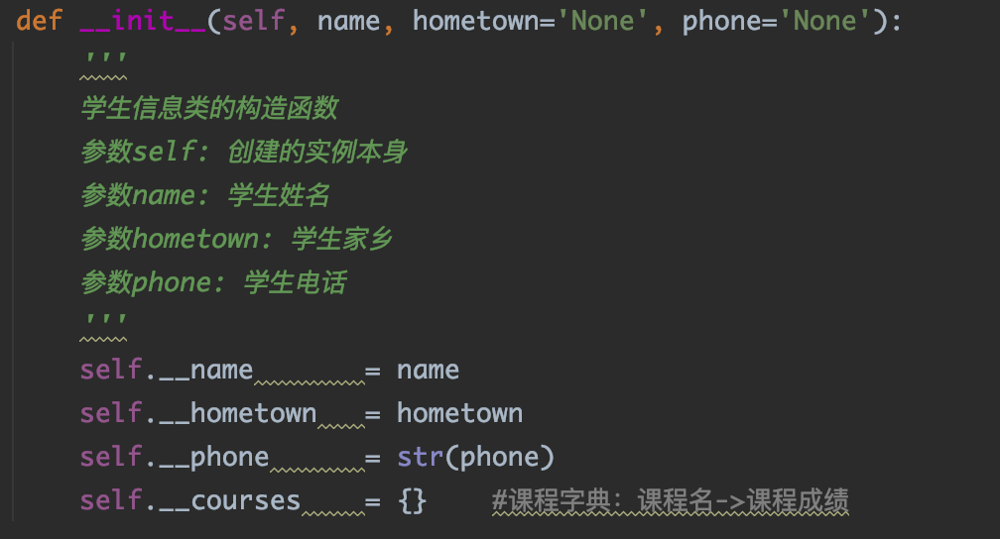 def __init__(self, name, hometown='None', phone='None'):
'''
学生信息类的构造函数
参数self: 创建的实例本身
参数name: 学生姓名
参数hometown: 学生家乡
参数phone: 学生电话
'''
self.__name       = name
self.__hometown   = hometown
self.__phone      = str(phone)
self.__courses    = {}    #课程字典: 课程名->课程成绩